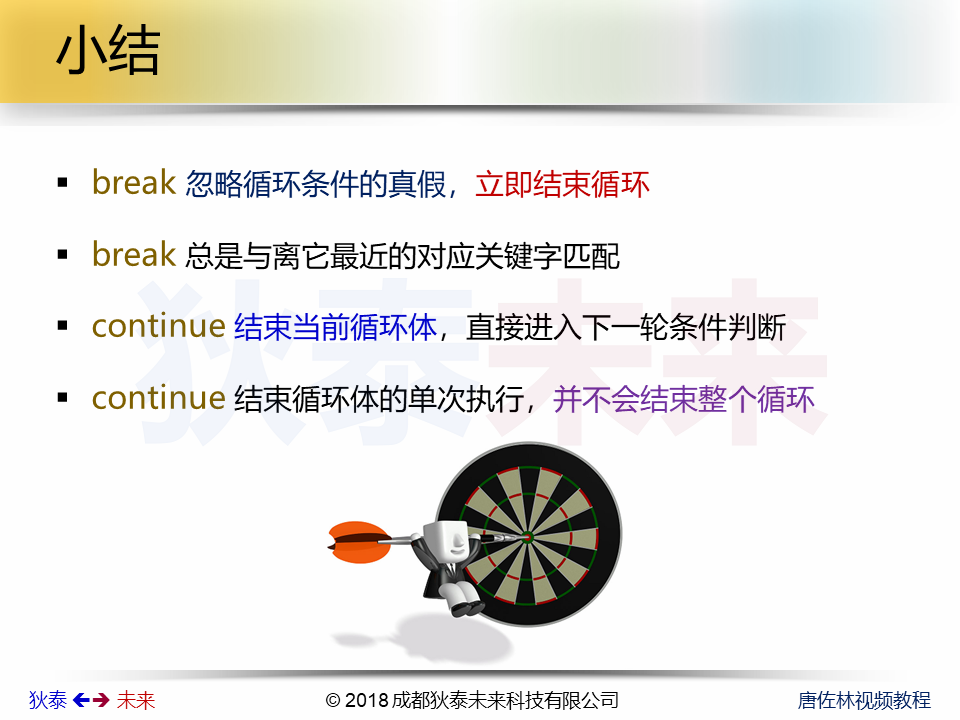 小结
break 忽略循环条件的真假，立即结束循环
break 总是与离它最近的对应关键字匹配
continue 结束当前循环体，直接进入下一轮条件判断
continue 结束循环体的单次执行，并不会结束整个循环
狄泰未来
狄泰 未来
© 2018 成都狄泰未来科技有限公司
唐佐林视频教程